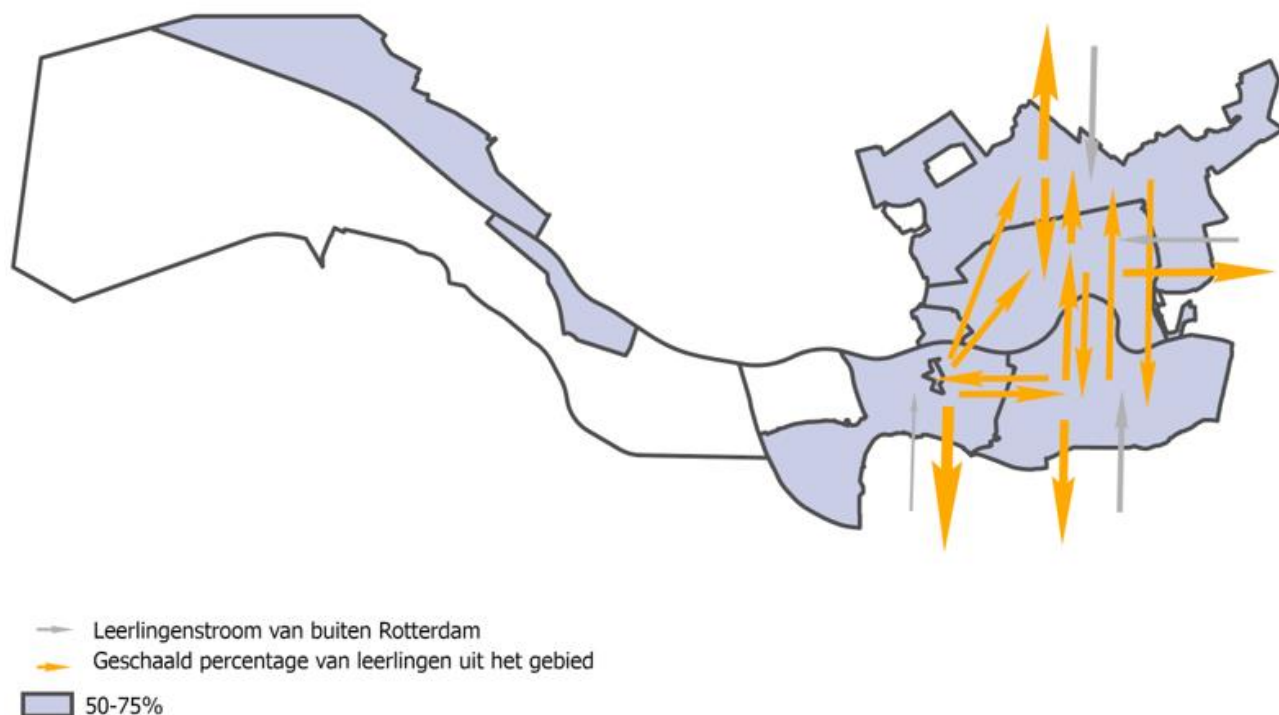 Leerlingenstroom van buiten Rotterdam
Geschaald percentage van leerlingen uit het gebied
50-75%